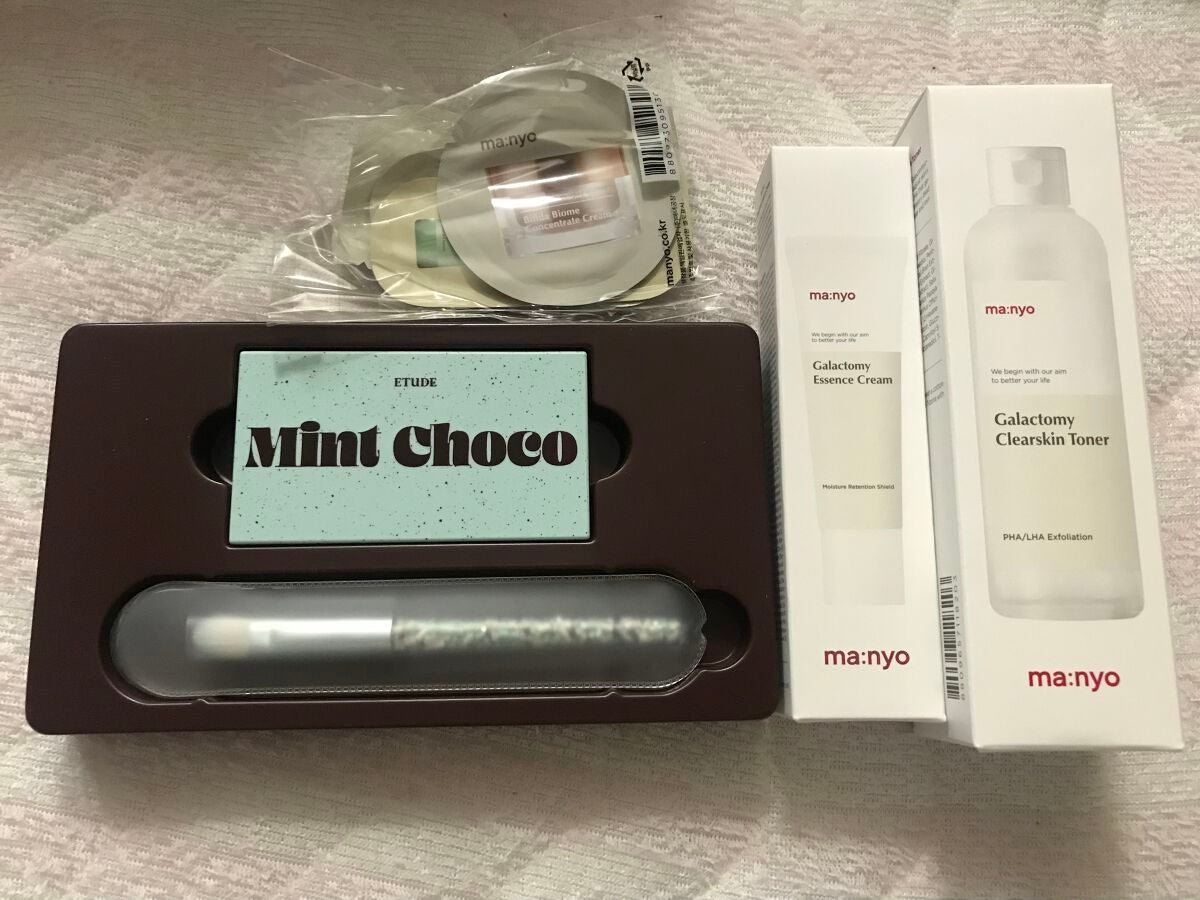 ma:nyo
Bifida Biome
Concentrate Cream
manyo.co.kr
ETUDE
Mint Choco
ma:nyo
We begin with our aim
to better your life
Galactomy
Essence Cream
Moisture Retention Shield
ma:nyo
ma:nyo
We begin with our aim
to better your life
Galactomy
Clearskin Toner
PHA/LHA Exfoliation
ma:nyo